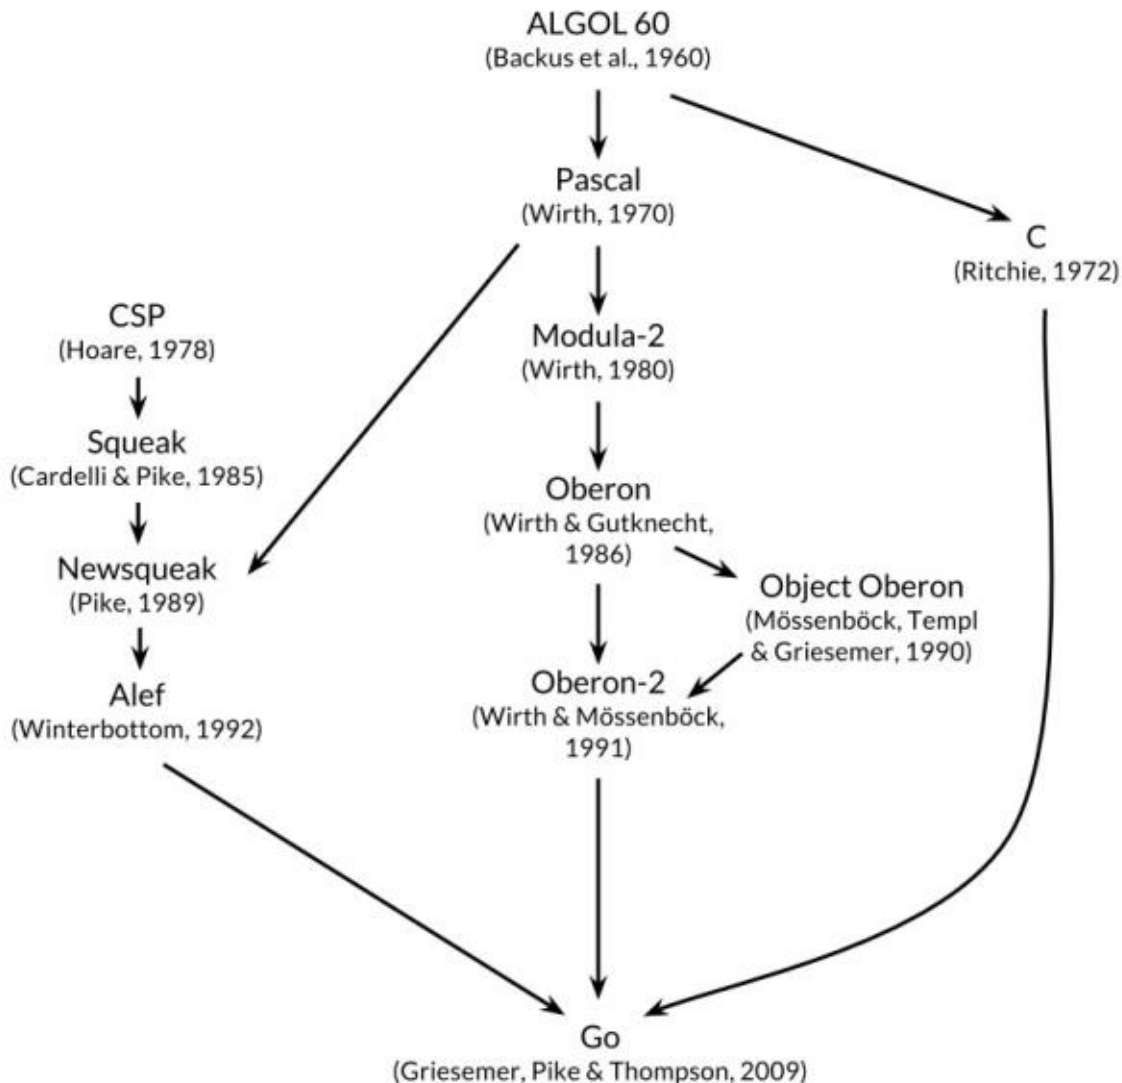 ALGOL 60
(Backus et al., 1960)
Pascal
(Wirth, 1970)
C
(Ritchie, 1972)
CSP
(Hoare, 1978)
Modula-2
(Wirth, 1980)
Squeak
(Cardelli & Pike, 1985)
Oberon
(Wirth & Gutknecht,
1986)
Newsqueak
(Pike, 1989)
Object Oberon
(Mössenböck, Templ
& Griesemer, 1990)
Alef
(Winterbottom, 1992)
Oberon-2
(Wirth & Mössenböck,
1991)
Go
(Griesemer, Pike & Thompson, 2009)